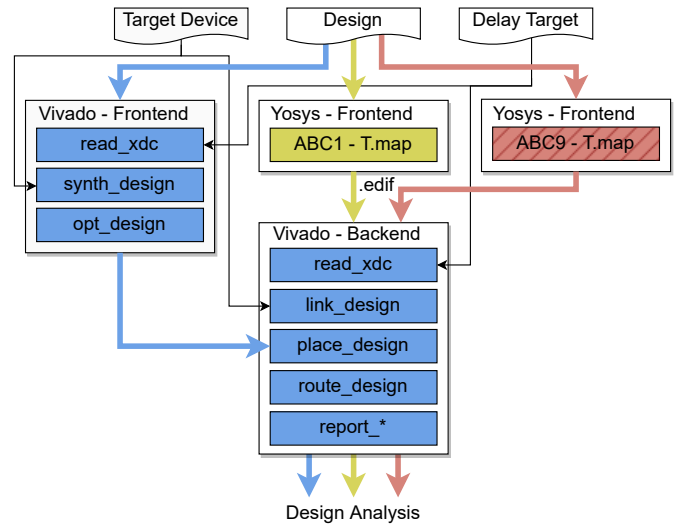 Target Device
Design
Delay Target
Vivado - Frontend
read_xdc
synth_design
opt_design
Yosys - Frontend
ABC1 - T.map
Yosys - Frontend
ABC9 - T.map
.edif
Vivado - Backend
read_xdc
link_design
place_design
route_design
report_*
Design Analysis